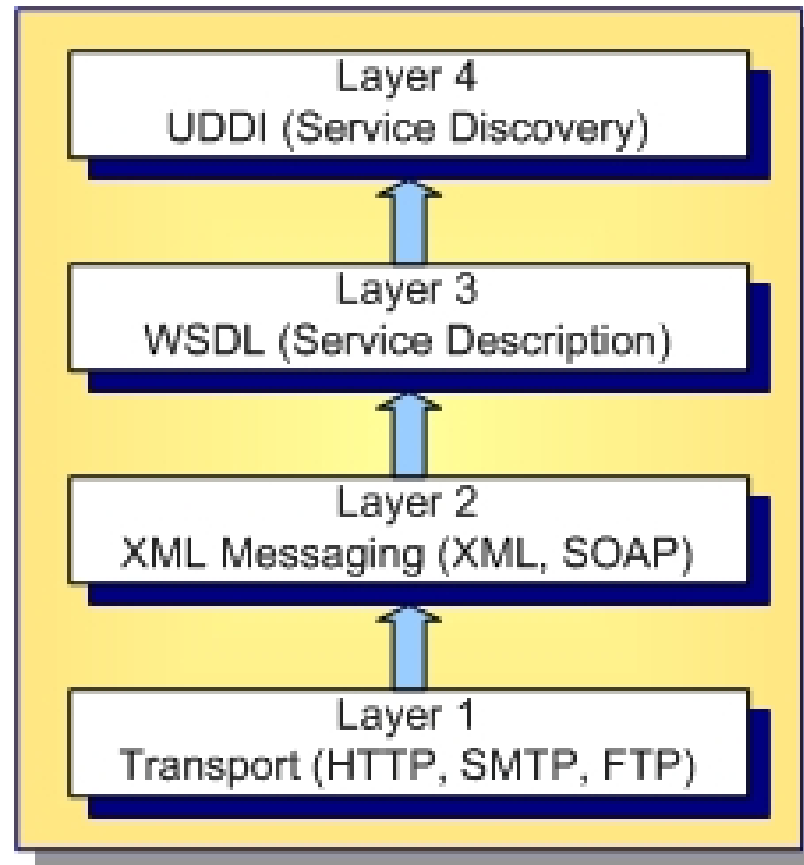 Layer 4
UDDI (Service Discovery)
Layer 3
WSDL (Service Description)
Layer 2
XML Messaging (XML, SOAP)
Layer 1
Transport (HTTP, SMTP, FTP)